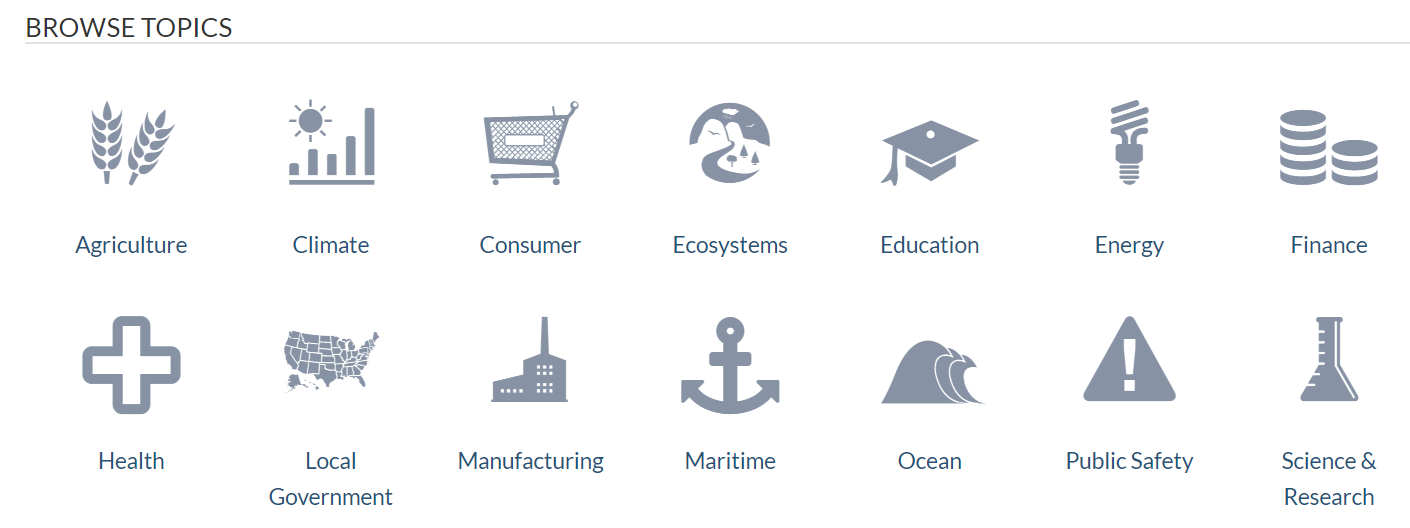 BROWSE TOPICS
Agriculture
Climate
Consumer
Ecosystems
Education
Energy
Finance
Health
Local
Government
Manufacturing
Maritime
Ocean
Public Safety
Science &
Research